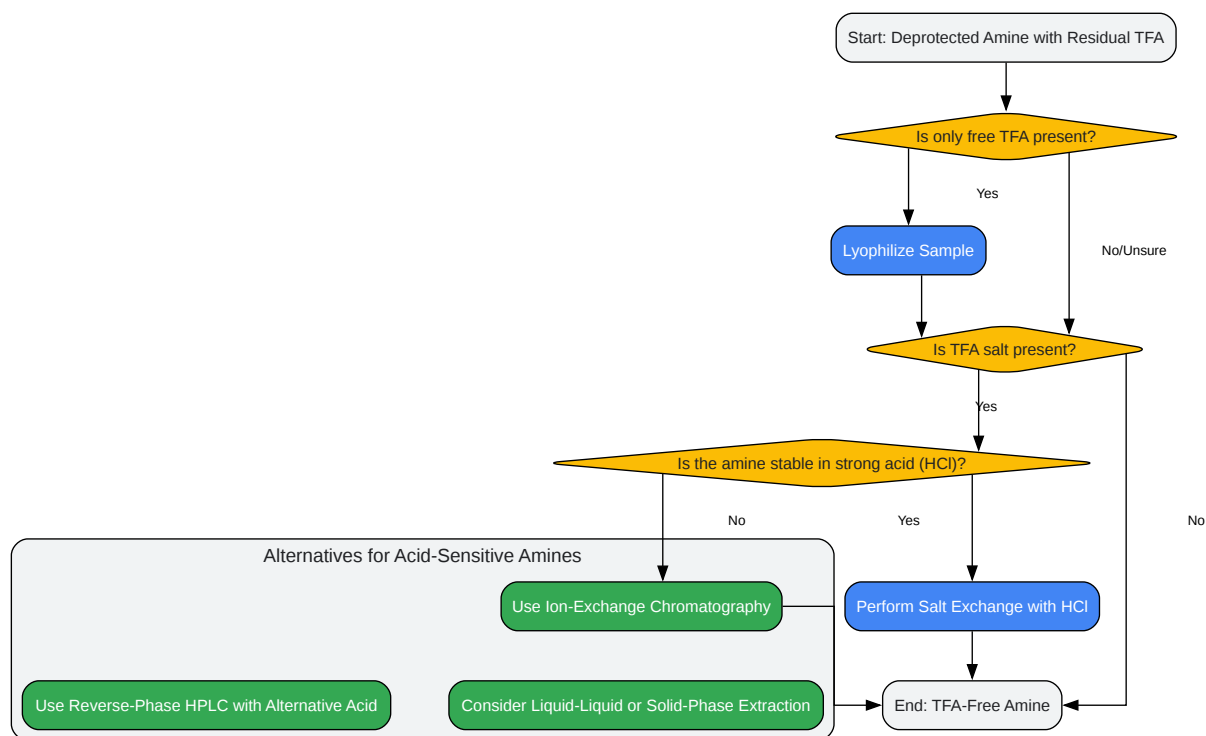 Start: Deprotected Amine with Residual TFA
Is only free TFA present?
Yes
Lyophilize Sample
No/Unsure
Is TFA salt present?
Yes
Is the amine stable in strong acid (HCl)?
No
Yes
No
Alternatives for Acid-Sensitive Amines
Use Ion-Exchange Chromatography
Perform Salt Exchange with HCl
Use Reverse-Phase HPLC with Alternative Acid
Consider Liquid-Liquid or Solid-Phase Extraction
End: TFA-Free Amine